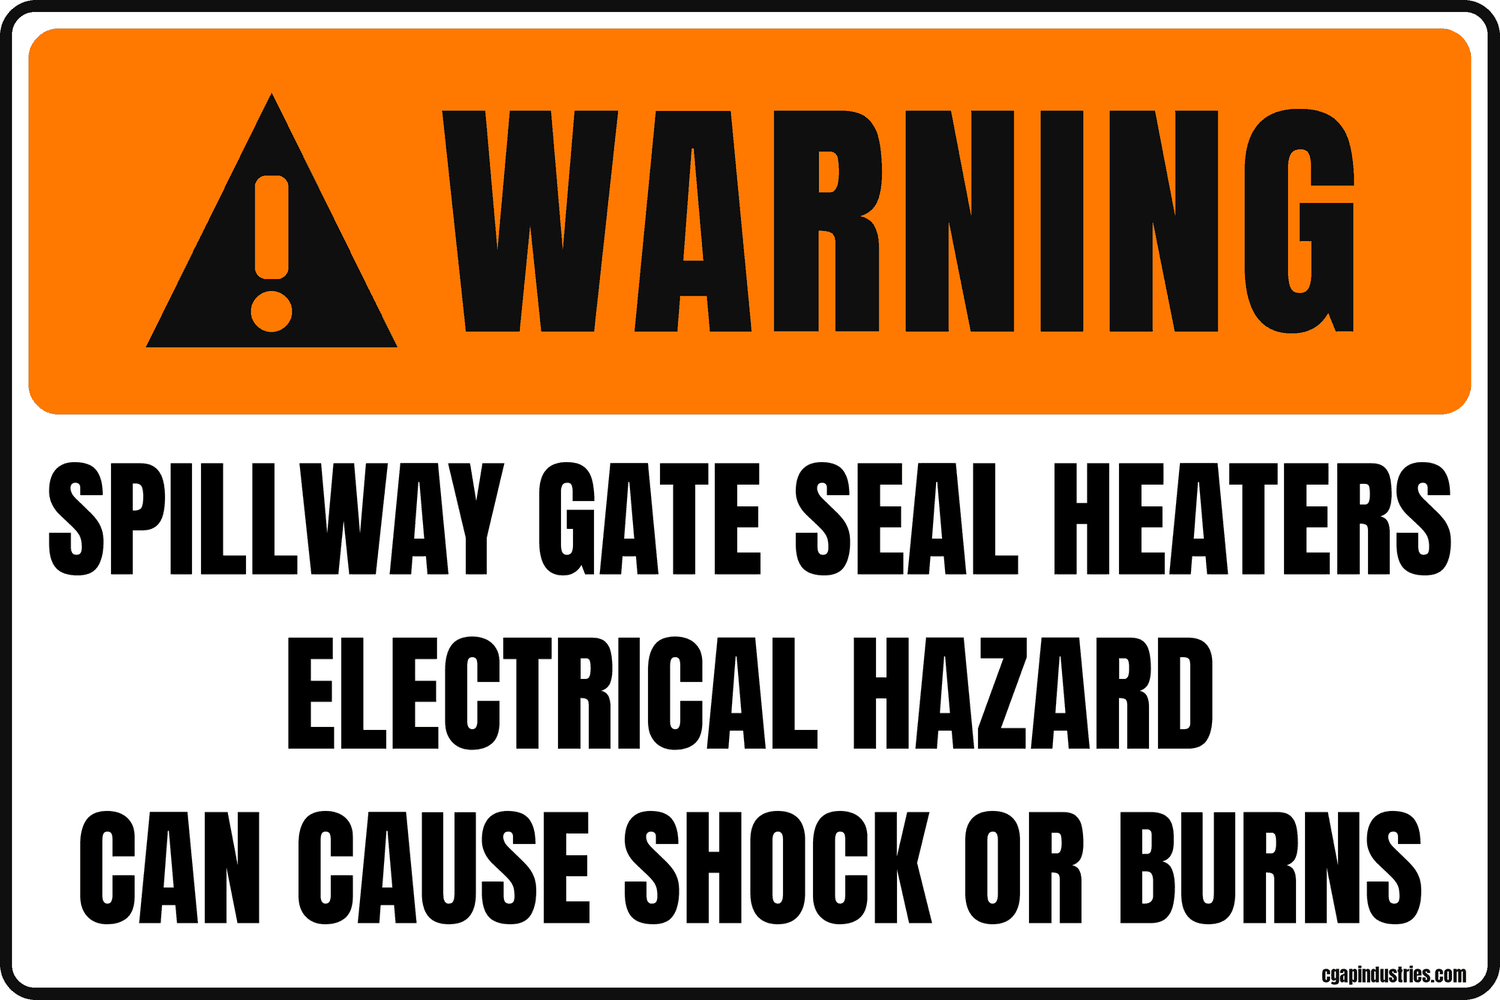 WARNING
SPILLWAY GATE SEAL HEATERS
ELECTRICAL HAZARD
CAN CAUSE SHOCK OR BURNS
cgapindustries.com